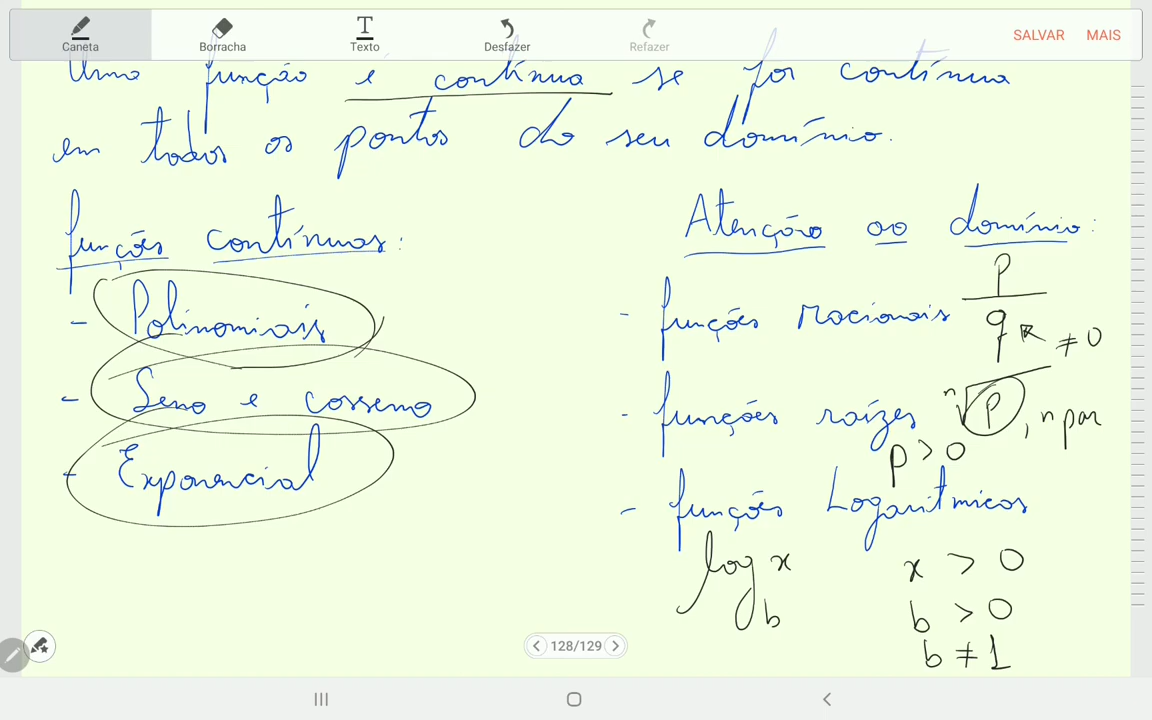 Caneta Borracha Texto Desfazer Refazer SALVAR MAIS
Uma função é contínua se for contínua
em todos os pontos do seu domínio.
funções contínuas:
- Polinomiais
- Seno e cosseno
- Exponencial
Atenção ao domínio:
- funções racionais p/q ≠ 0
- funções raízes ⁿ√p, n par
p > 0
- funções Logarítmicas
log_b x
x > 0
b > 0
b ≠ 1
128/129